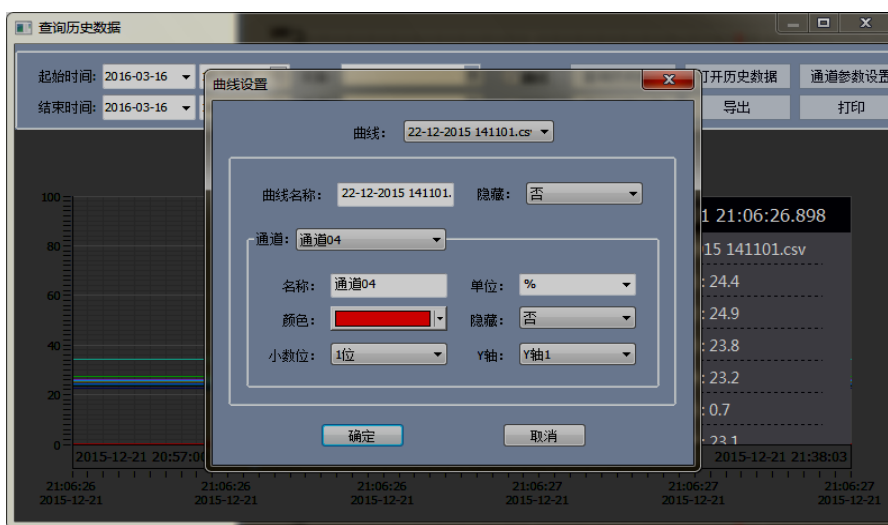 查询历史数据
起始时间: 2016-03-16 打开历史数据 通道参数设置
结束时间: 2016-03-16 导出 打印
曲线设置
曲线: 22-12-2015 141101.cs
曲线名称: 22-12-2015 141101. 隐藏: 否
通道: 通道04
名称: 通道04 单位: %
颜色: 隐藏: 否
小数位: 1位 Y轴: Y轴1
确定 取消
1 21:06:26.898
15 141101.csv
: 24.4
: 24.9
: 23.8
: 23.2
: 0.7
: 23.1
100
80
60
40
20
0
2015-12-21 20:57:0 2015-12-21 21:38:03
21:06:26 21:06:26 21:06:26 21:06:27 21:06:27 21:06:27
2015-12-21 2015-12-21 2015-12-21 2015-12-21 2015-12-21 2015-12-21